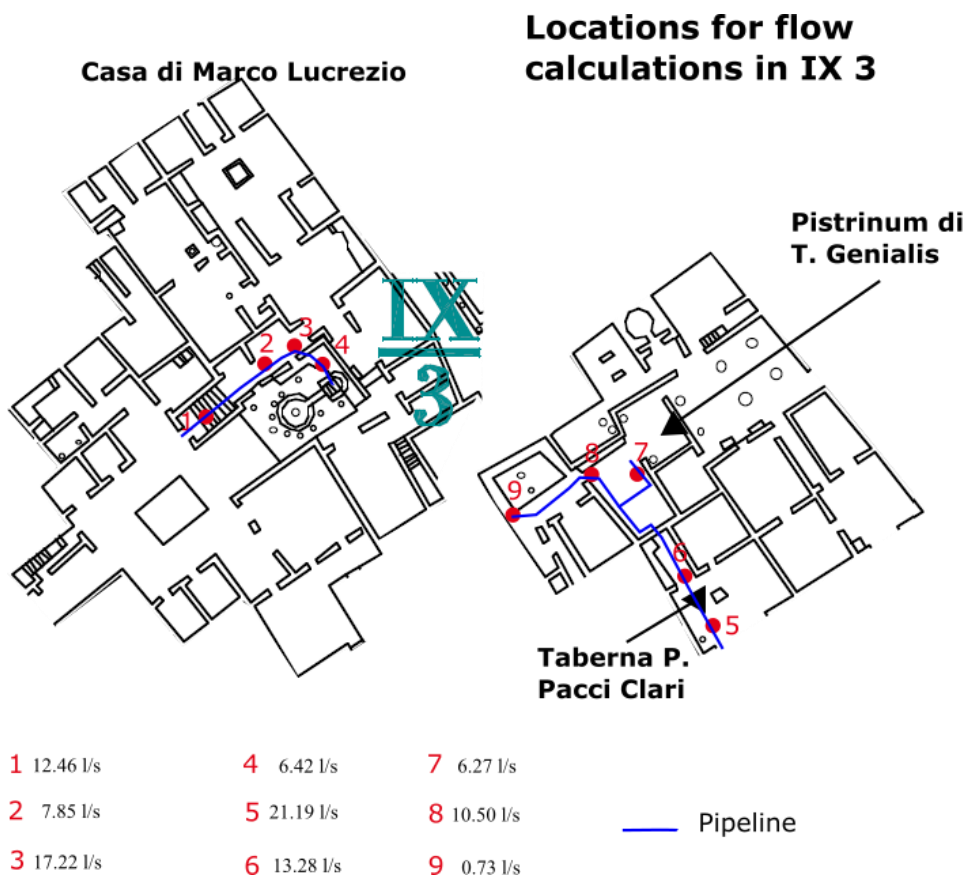 Locations for flow
calculations in IX 3
Casa di Marco Lucrezio
Pistrinum di
T. Genialis
IX
3
3
2
4
1
8
7
9
6
5
Taberna P.
Pacci Clari
1 12.46 l/s
4 6.42 l/s
7 6.27 l/s
2 7.85 l/s
5 21.19 l/s
8 10.50 l/s
Pipeline
3 17.22 l/s
6 13.28 l/s
9 0.73 l/s